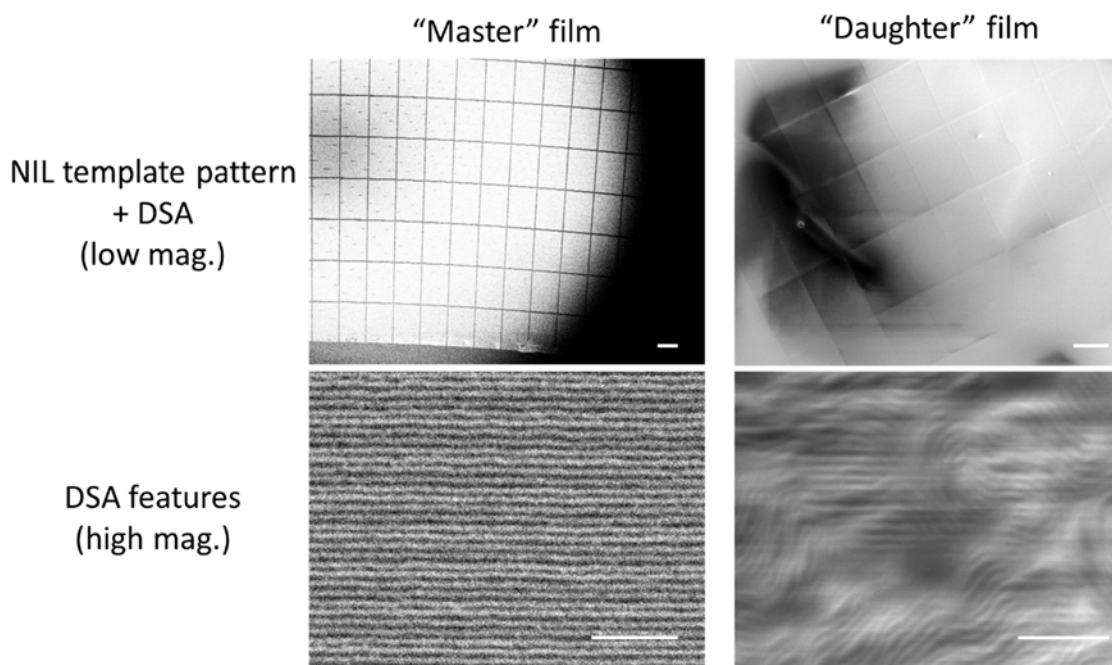 “Master” film
“Daughter” film
NIL template pattern
+ DSA
(low mag.)
DSA features
(high mag.)